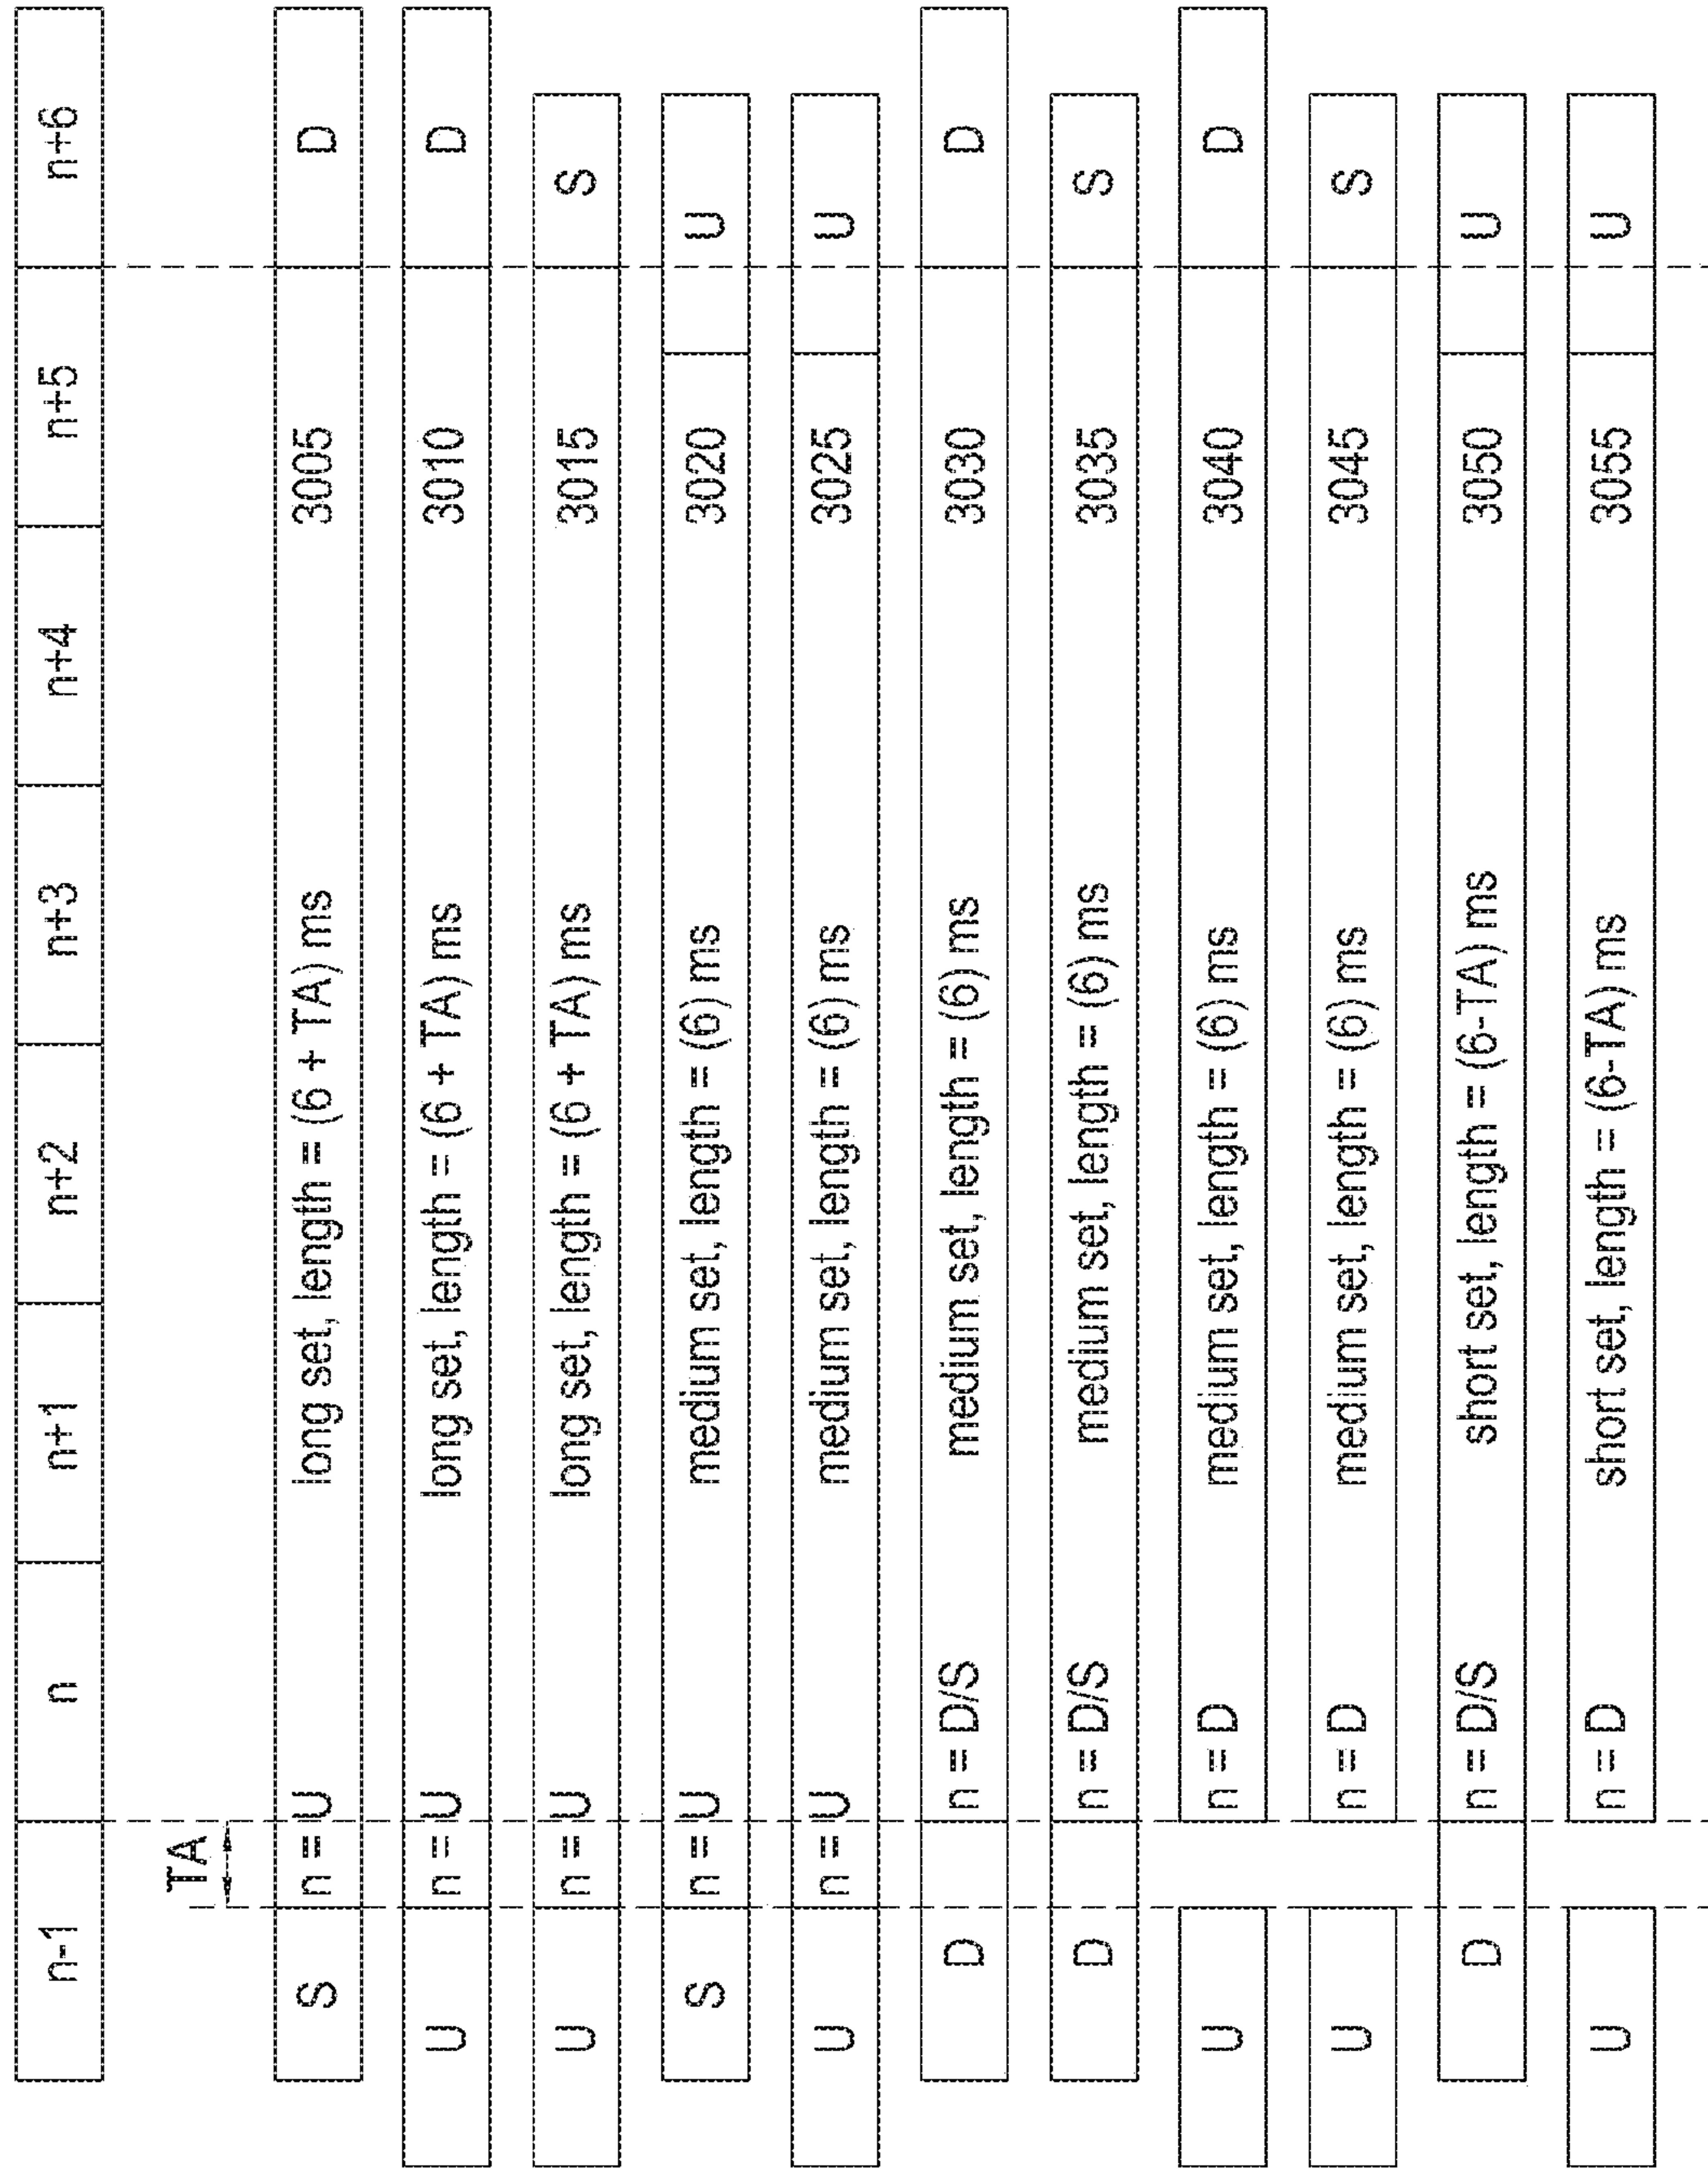 n-1 n n+1 n+2 n+3 n+4 n+5 n+6
TA
S n = U long set, length = (6 + TA) ms 3005 D
U n = U long set, length = (6 + TA) ms 3010 D
U n = U long set, length = (6 + TA) ms 3015 S
S n = U medium set, length = (6) ms 3020 U
U n = U medium set, length = (6) ms 3025 U
D n = D/S medium set, length = (6) ms 3030 D
D n = D/S medium set, length = (6) ms 3035 S
U n = D medium set, length = (6) ms 3040 D
U n = D medium set, length = (6) ms 3045 S
D n = D/S short set, length = (6-TA) ms 3050 U
U n = D short set, length = (6-TA) ms 3055 U